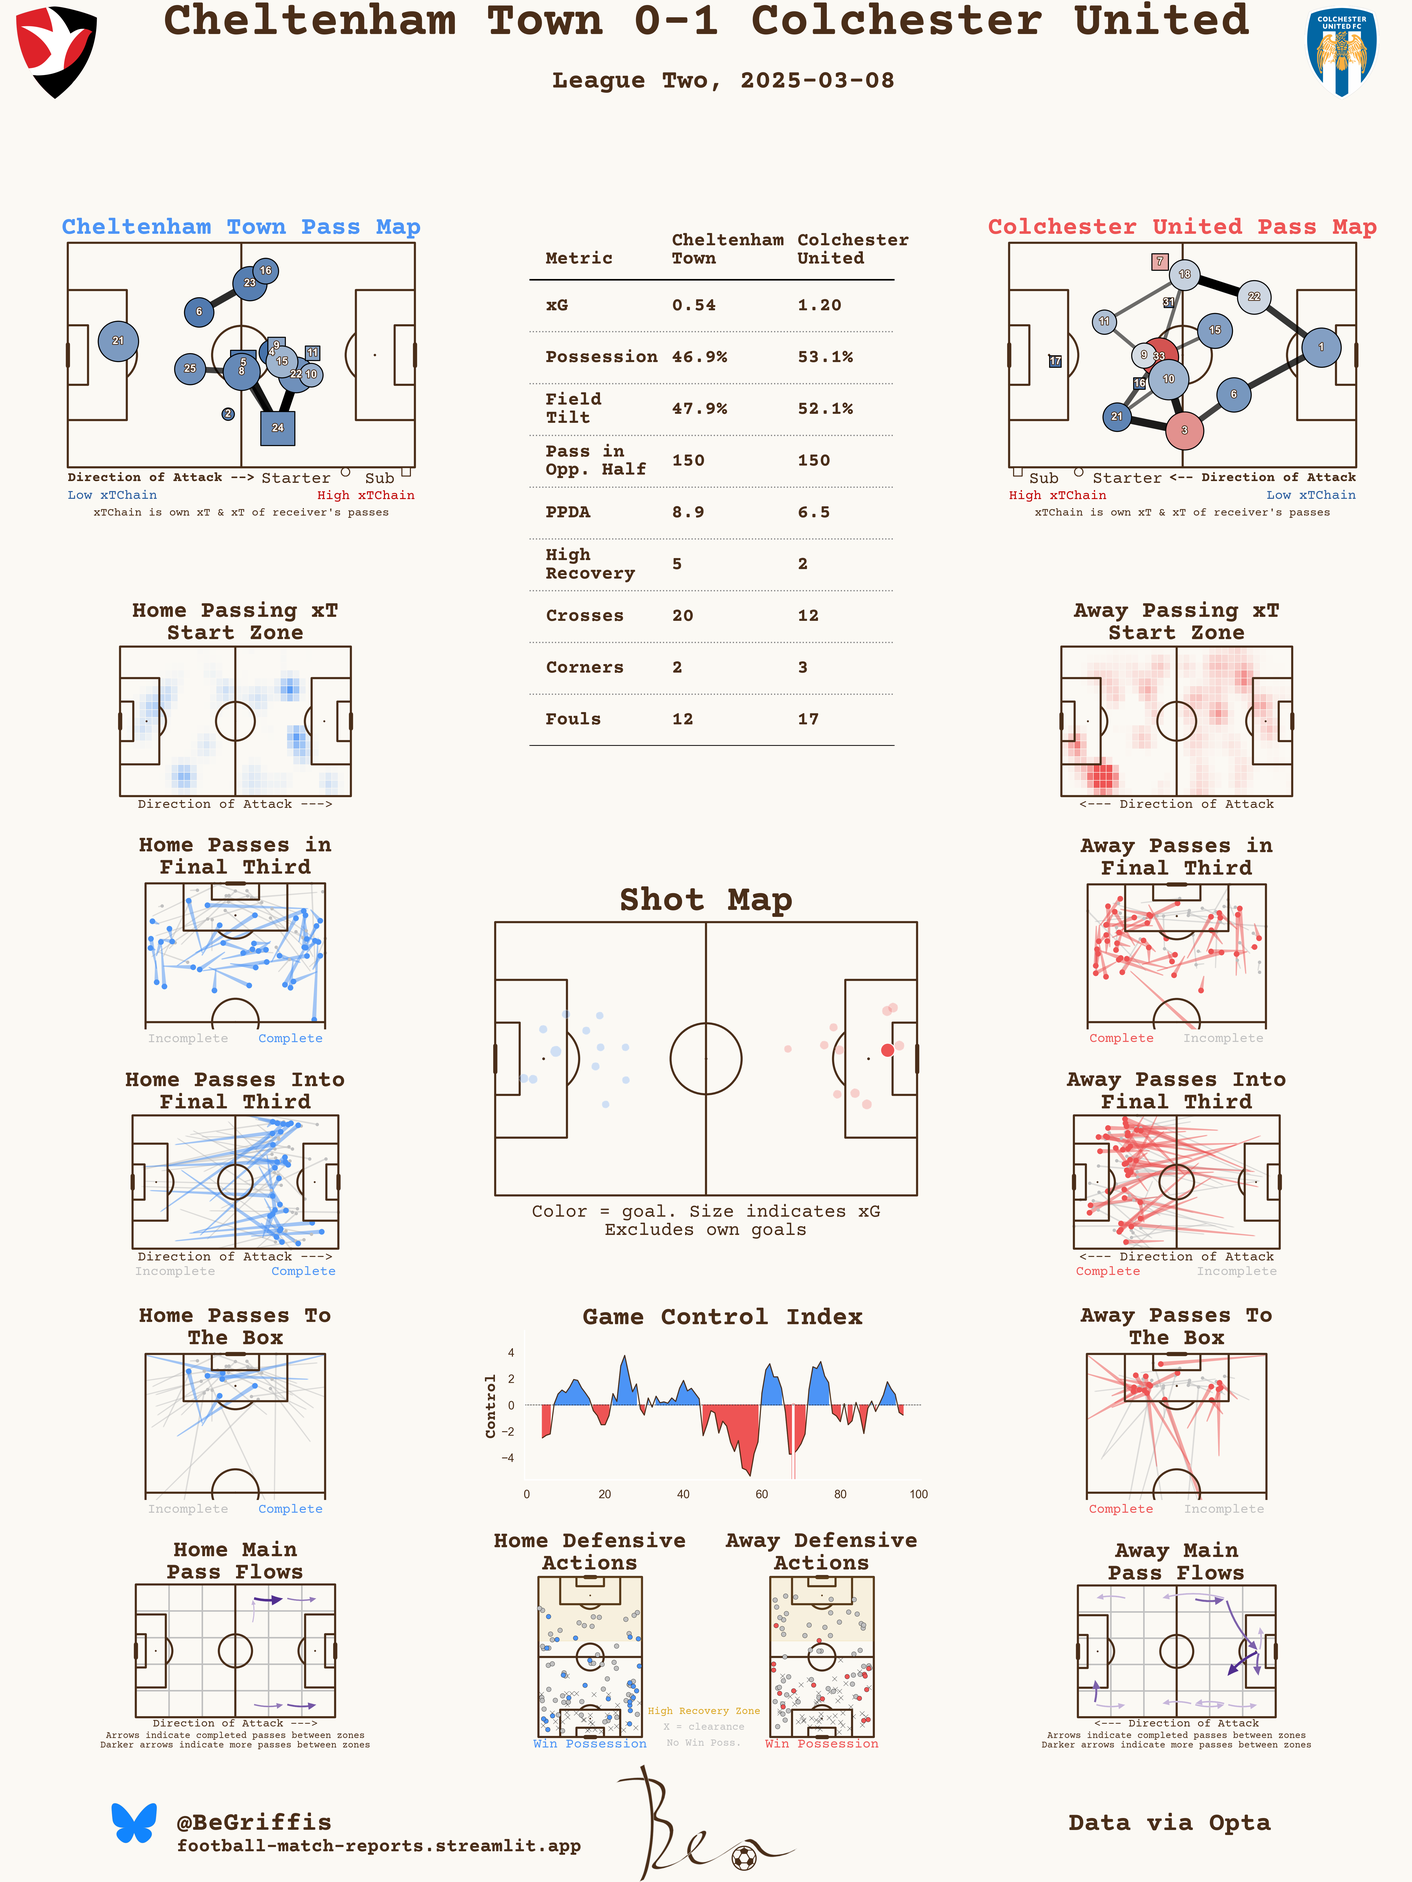 Cheltenham Town 0-1 Colchester United
League Two, 2025-03-08
COLCHESTER
UNITED FC
Cheltenham Town Pass Map
16
23
6
21
9
4
15
11
5
8
25
22
10
2
24
Direction of Attack --> Starter Sub
Low xTChain High xTChain
xTChain is own xT & xT of receiver's passes
Metric Cheltenham Town Colchester United
xG 0.54 1.20
Possession 46.9% 53.1%
Field Tilt 47.9% 52.1%
Pass in Opp. Half 150 150
PPDA 8.9 6.5
High Recovery 5 2
Crosses 20 12
Corners 2 3
Fouls 12 17
Colchester United Pass Map
7
18
31
22
11
15
1
9
33
17
10
16
6
21
3
Sub Starter <-- Direction of Attack
High xTChain Low xTChain
xTChain is own xT & xT of receiver's passes
Home Passing xT
Start Zone
Direction of Attack --->
Away Passing xT
Start Zone
<--- Direction of Attack
Home Passes in
Final Third
Incomplete Complete
Away Passes in
Final Third
Complete Incomplete
Shot Map
Color = goal. Size indicates xG
Excludes own goals
Home Passes Into
Final Third
Direction of Attack --->
Incomplete Complete
Away Passes Into
Final Third
<--- Direction of Attack
Complete Incomplete
Home Passes To
The Box
Incomplete Complete
Game Control Index
Control
4
2
0
−2
−4
0 20 40 60 80 100
Away Passes To
The Box
Complete Incomplete
Home Main
Pass Flows
Direction of Attack --->
Arrows indicate completed passes between zones
Darker arrows indicate more passes between zones
Home Defensive
Actions
Win Possession
High Recovery Zone
X = clearance
No Win Poss.
Away Defensive
Actions
Win Possession
Away Main
Pass Flows
<--- Direction of Attack
Arrows indicate completed passes between zones
Darker arrows indicate more passes between zones
@BeGriffis
football-match-reports.streamlit.app
Ben
Data via Opta